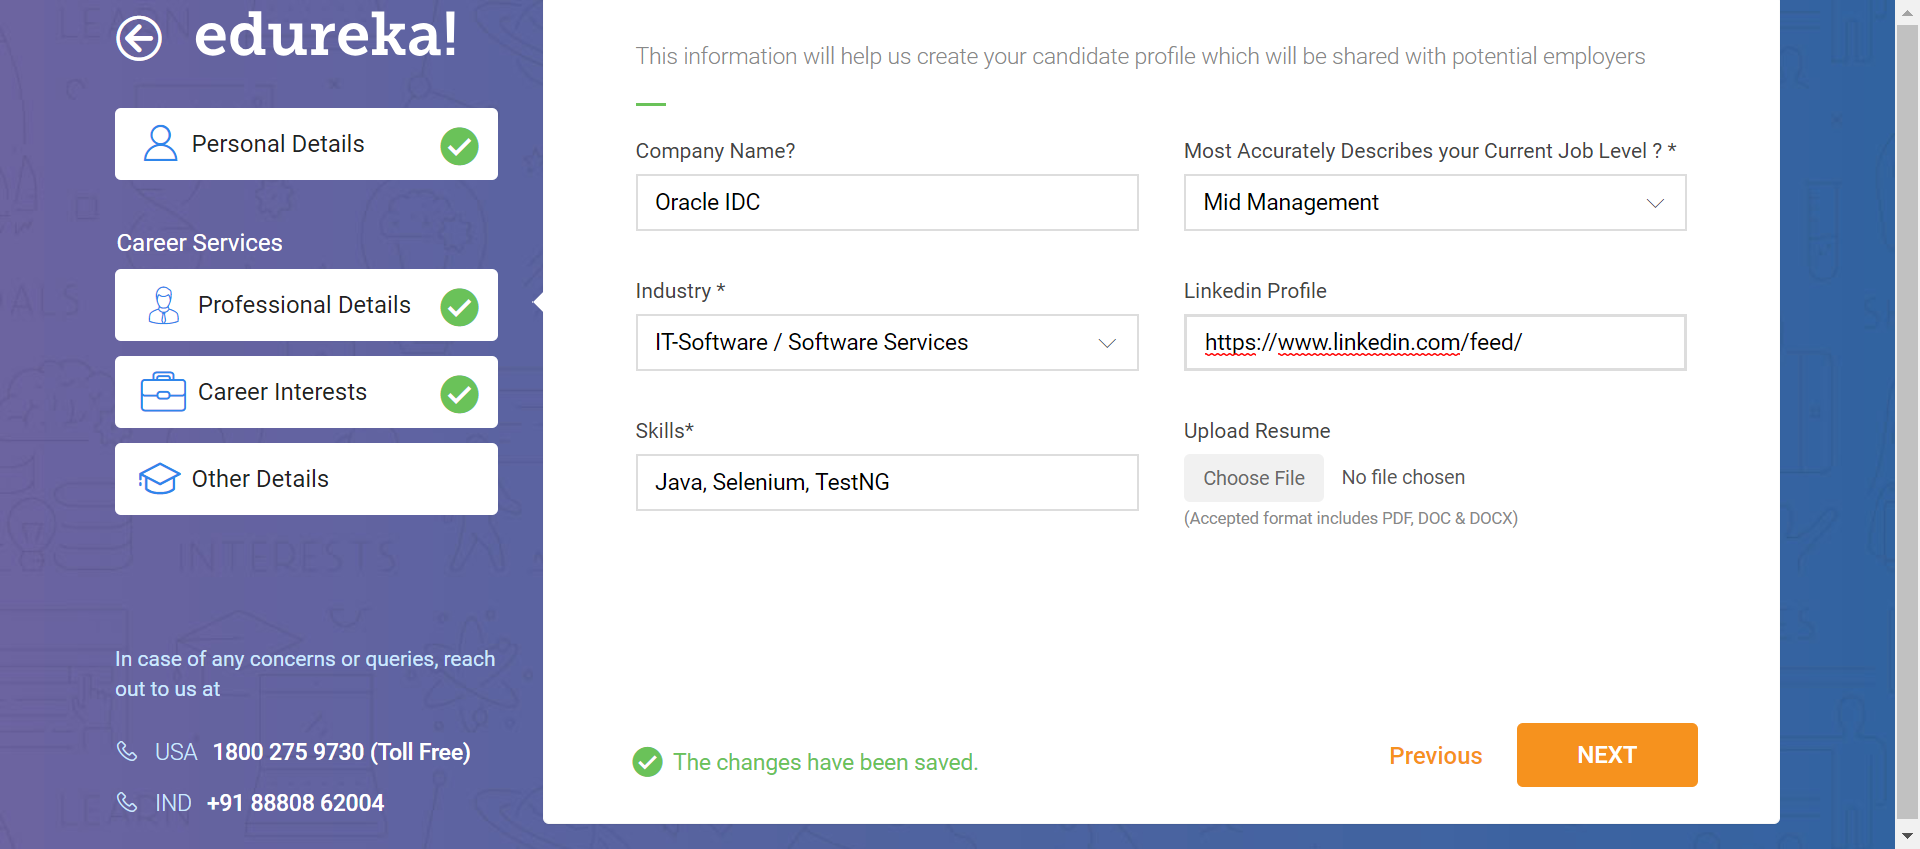 edureka!
Personal Details
Career Services
Professional Details
Career Interests
Other Details
INTERESTS
In case of any concerns or queries, reach
out to us at
USA 1800 275 9730 (Toll Free)
IND +91 88808 62004
LEARN
This information will help us create your candidate profile which will be shared with potential employers
Company Name?
Oracle IDC
Most Accurately Describes your Current Job Level ? *
Mid Management
Industry *
IT-Software / Software Services
Linkedin Profile
https://www.linkedin.com/feed/
Skills*
Java, Selenium, TestNG
Upload Resume
Choose File No file chosen
(Accepted format includes PDF, DOC & DOCX)
The changes have been saved.
Previous
NEXT